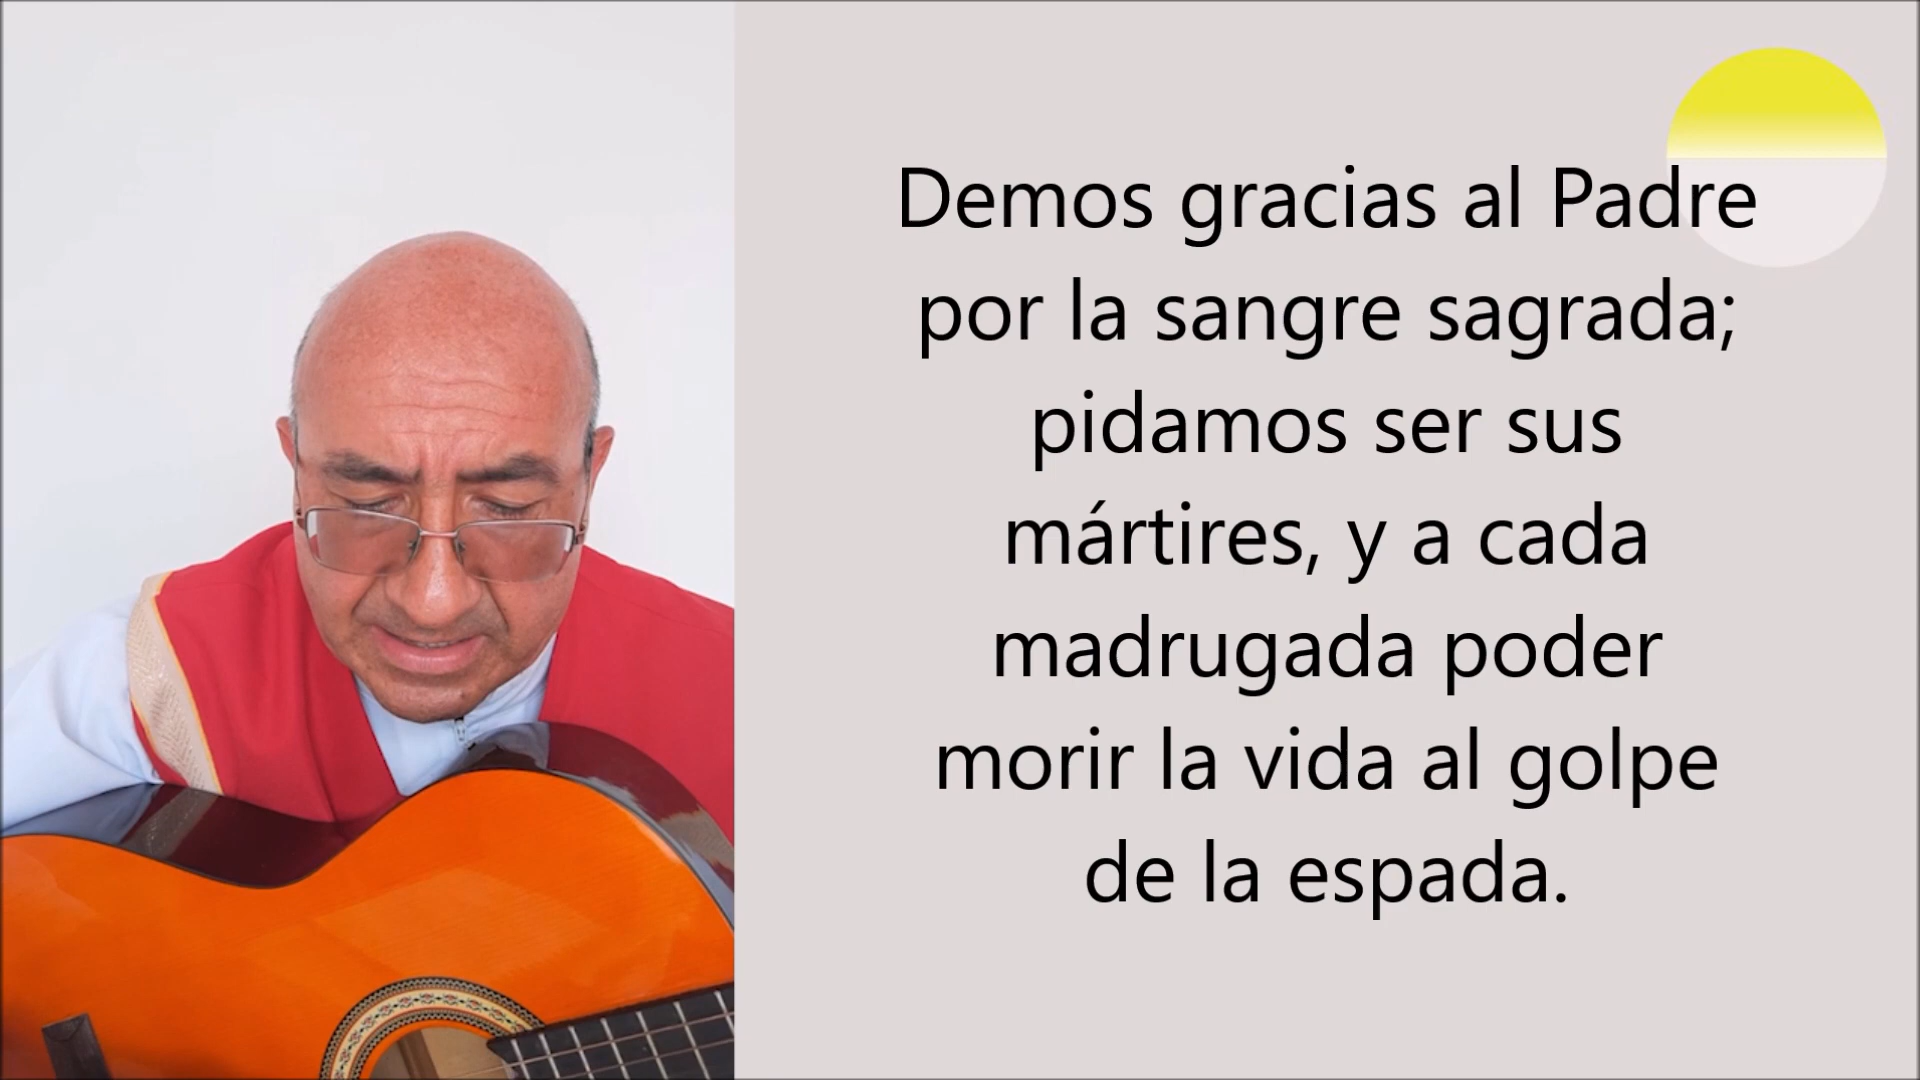 Demos gracias al Padre
por la sangre sagrada;
pidamos ser sus
mártires, y a cada
madrugada poder
morir la vida al golpe
de la espada.